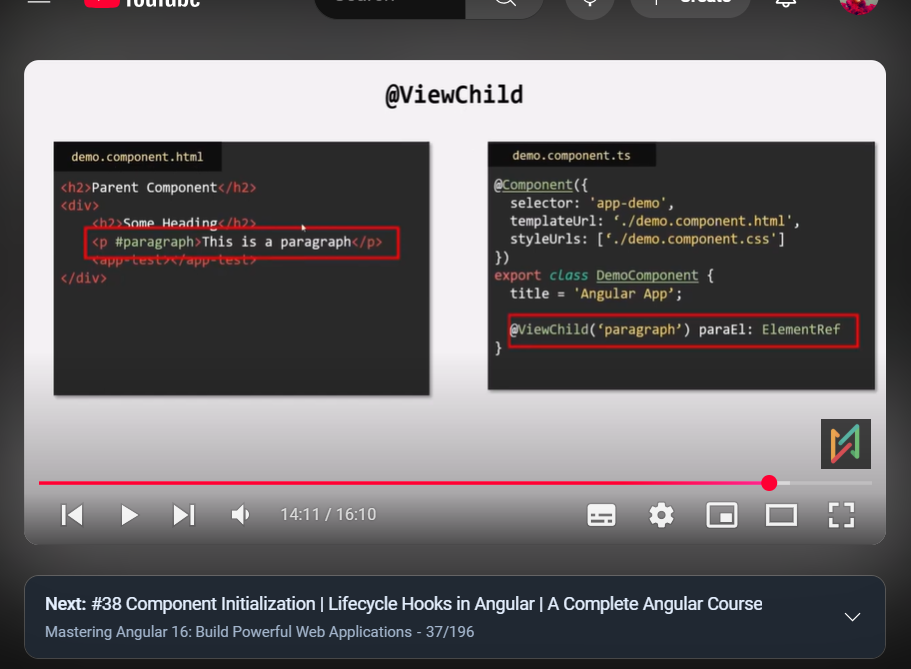 YouTube
Search
Create
@ViewChild
demo.component.html
<h2>Parent Component</h2>
<div>
<h2>Some Heading</h2>
<p #paragraph>This is a paragraph</p>
<app-test></app-test>
</div>
demo.component.ts
@Component({
selector: 'app-demo',
templateUrl: ‘./demo.component.html',
styleUrls: [‘./demo.component.css']
})
export class DemoComponent {
title = 'Angular App’;
@ViewChild(‘paragraph’) paraEl: ElementRef
}
14:11 / 16:10
Next: #38 Component Initialization | Lifecycle Hooks in Angular | A Complete Angular Course
Mastering Angular 16: Build Powerful Web Applications - 37/196